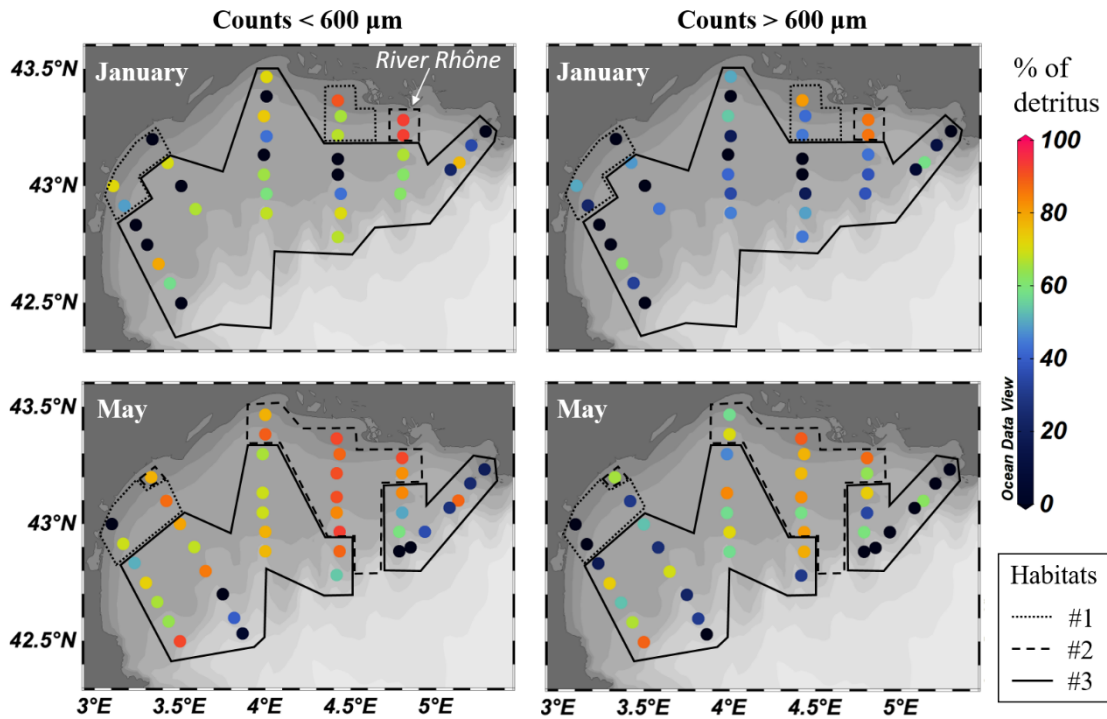 Counts < 600 µm
Counts > 600 µm
43.5°N
43°N
42.5°N
January
River Rhône
January
% of
detritus
100
80
60
40
20
0
Ocean Data View
43.5°N
43°N
42.5°N
May
May
3°E 3.5°E 4°E 4.5°E 5°E
3°E 3.5°E 4°E 4.5°E 5°E
Habitats
#1
#2
#3